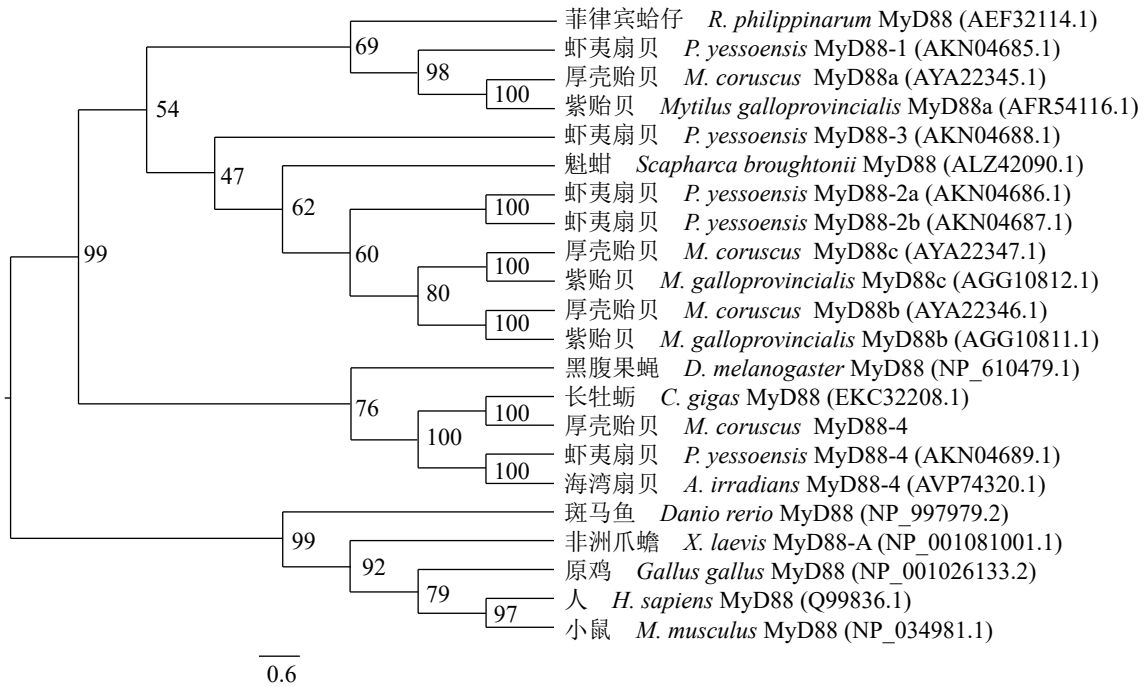 菲律宾蛤仔 R. philippinarum MyD88 (AEF32114.1)
69
虾夷扇贝 P. yessoensis MyD88-1 (AKN04685.1)
98
厚壳贻贝 M. coruscus MyD88a (AYA22345.1)
100
紫贻贝 Mytilus galloprovincialis MyD88a (AFR54116.1)
54
虾夷扇贝 P. yessoensis MyD88-3 (AKN04688.1)
47
魁蚶 Scapharca broughtonii MyD88 (ALZ42090.1)
62
虾夷扇贝 P. yessoensis MyD88-2a (AKN04686.1)
100
虾夷扇贝 P. yessoensis MyD88-2b (AKN04687.1)
99
60
厚壳贻贝 M. coruscus MyD88c (AYA22347.1)
100
紫贻贝 M. galloprovincialis MyD88c (AGG10812.1)
80
厚壳贻贝 M. coruscus MyD88b (AYA22346.1)
100
紫贻贝 M. galloprovincialis MyD88b (AGG10811.1)
黑腹果蝇 D. melanogaster MyD88 (NP_610479.1)
76
长牡蛎 C. gigas MyD88 (EKC32208.1)
100
厚壳贻贝 M. coruscus MyD88-4
100
虾夷扇贝 P. yessoensis MyD88-4 (AKN04689.1)
100
海湾扇贝 A. irradians MyD88-4 (AVP74320.1)
斑马鱼 Danio rerio MyD88 (NP_997979.2)
99
非洲爪蟾 X. laevis MyD88-A (NP_001081001.1)
92
原鸡 Gallus gallus MyD88 (NP_001026133.2)
79
人 H. sapiens MyD88 (Q99836.1)
97
小鼠 M. musculus MyD88 (NP_034981.1)
0.6